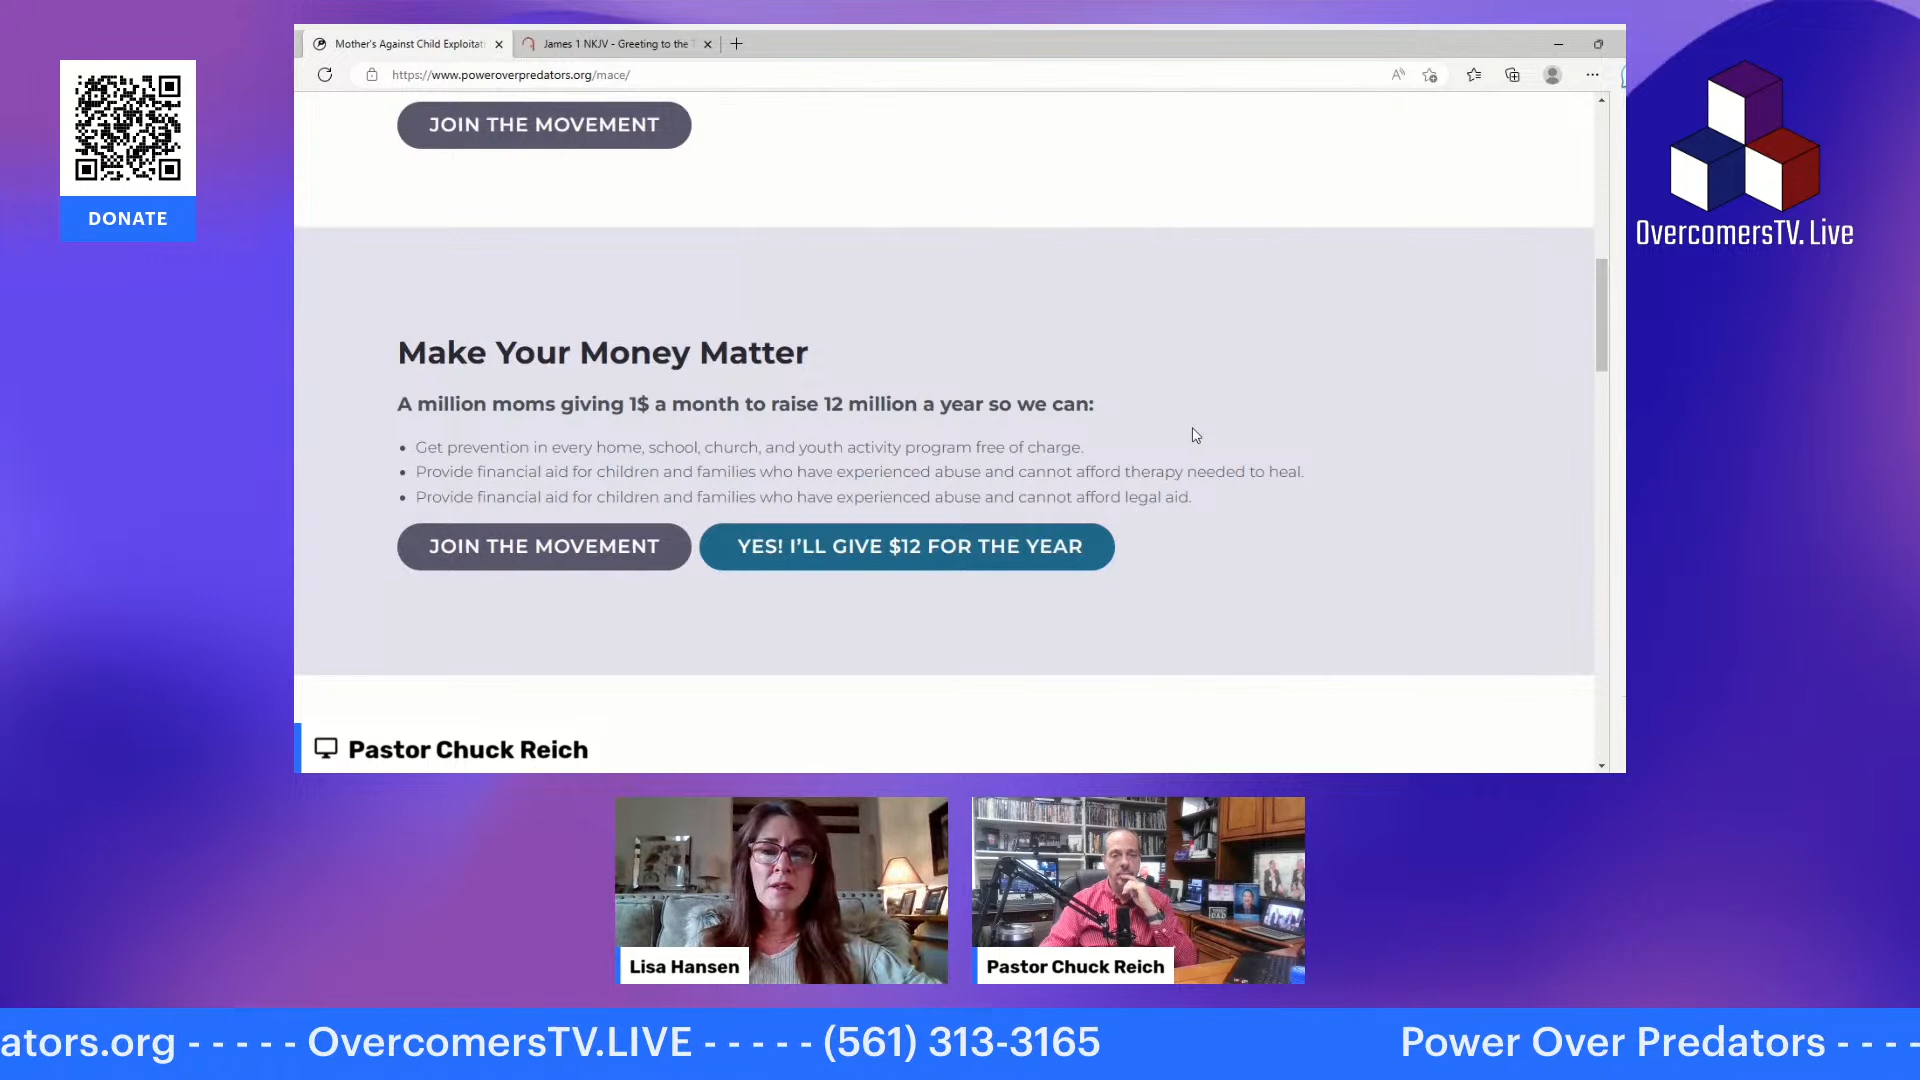 Mother's Against Child Exploitat
James 1 NKJV - Greeting to the T
https://www.poweroverpredators.org/mace/
DONATE
OvercomersTV.Live
JOIN THE MOVEMENT
Make Your Money Matter
A million moms giving 1$ a month to raise 12 million a year so we can:
• Get prevention in every home, school, church, and youth activity program free of charge.
• Provide financial aid for children and families who have experienced abuse and cannot afford therapy needed to heal.
• Provide financial aid for children and families who have experienced abuse and cannot afford legal aid.
JOIN THE MOVEMENT
YES! I'LL GIVE $12 FOR THE YEAR
Pastor Chuck Reich
Lisa Hansen
Pastor Chuck Reich
ators.org - - - - - OvercomersTV.LIVE - - - - - (561) 313-3165 Power Over Predators - - - -